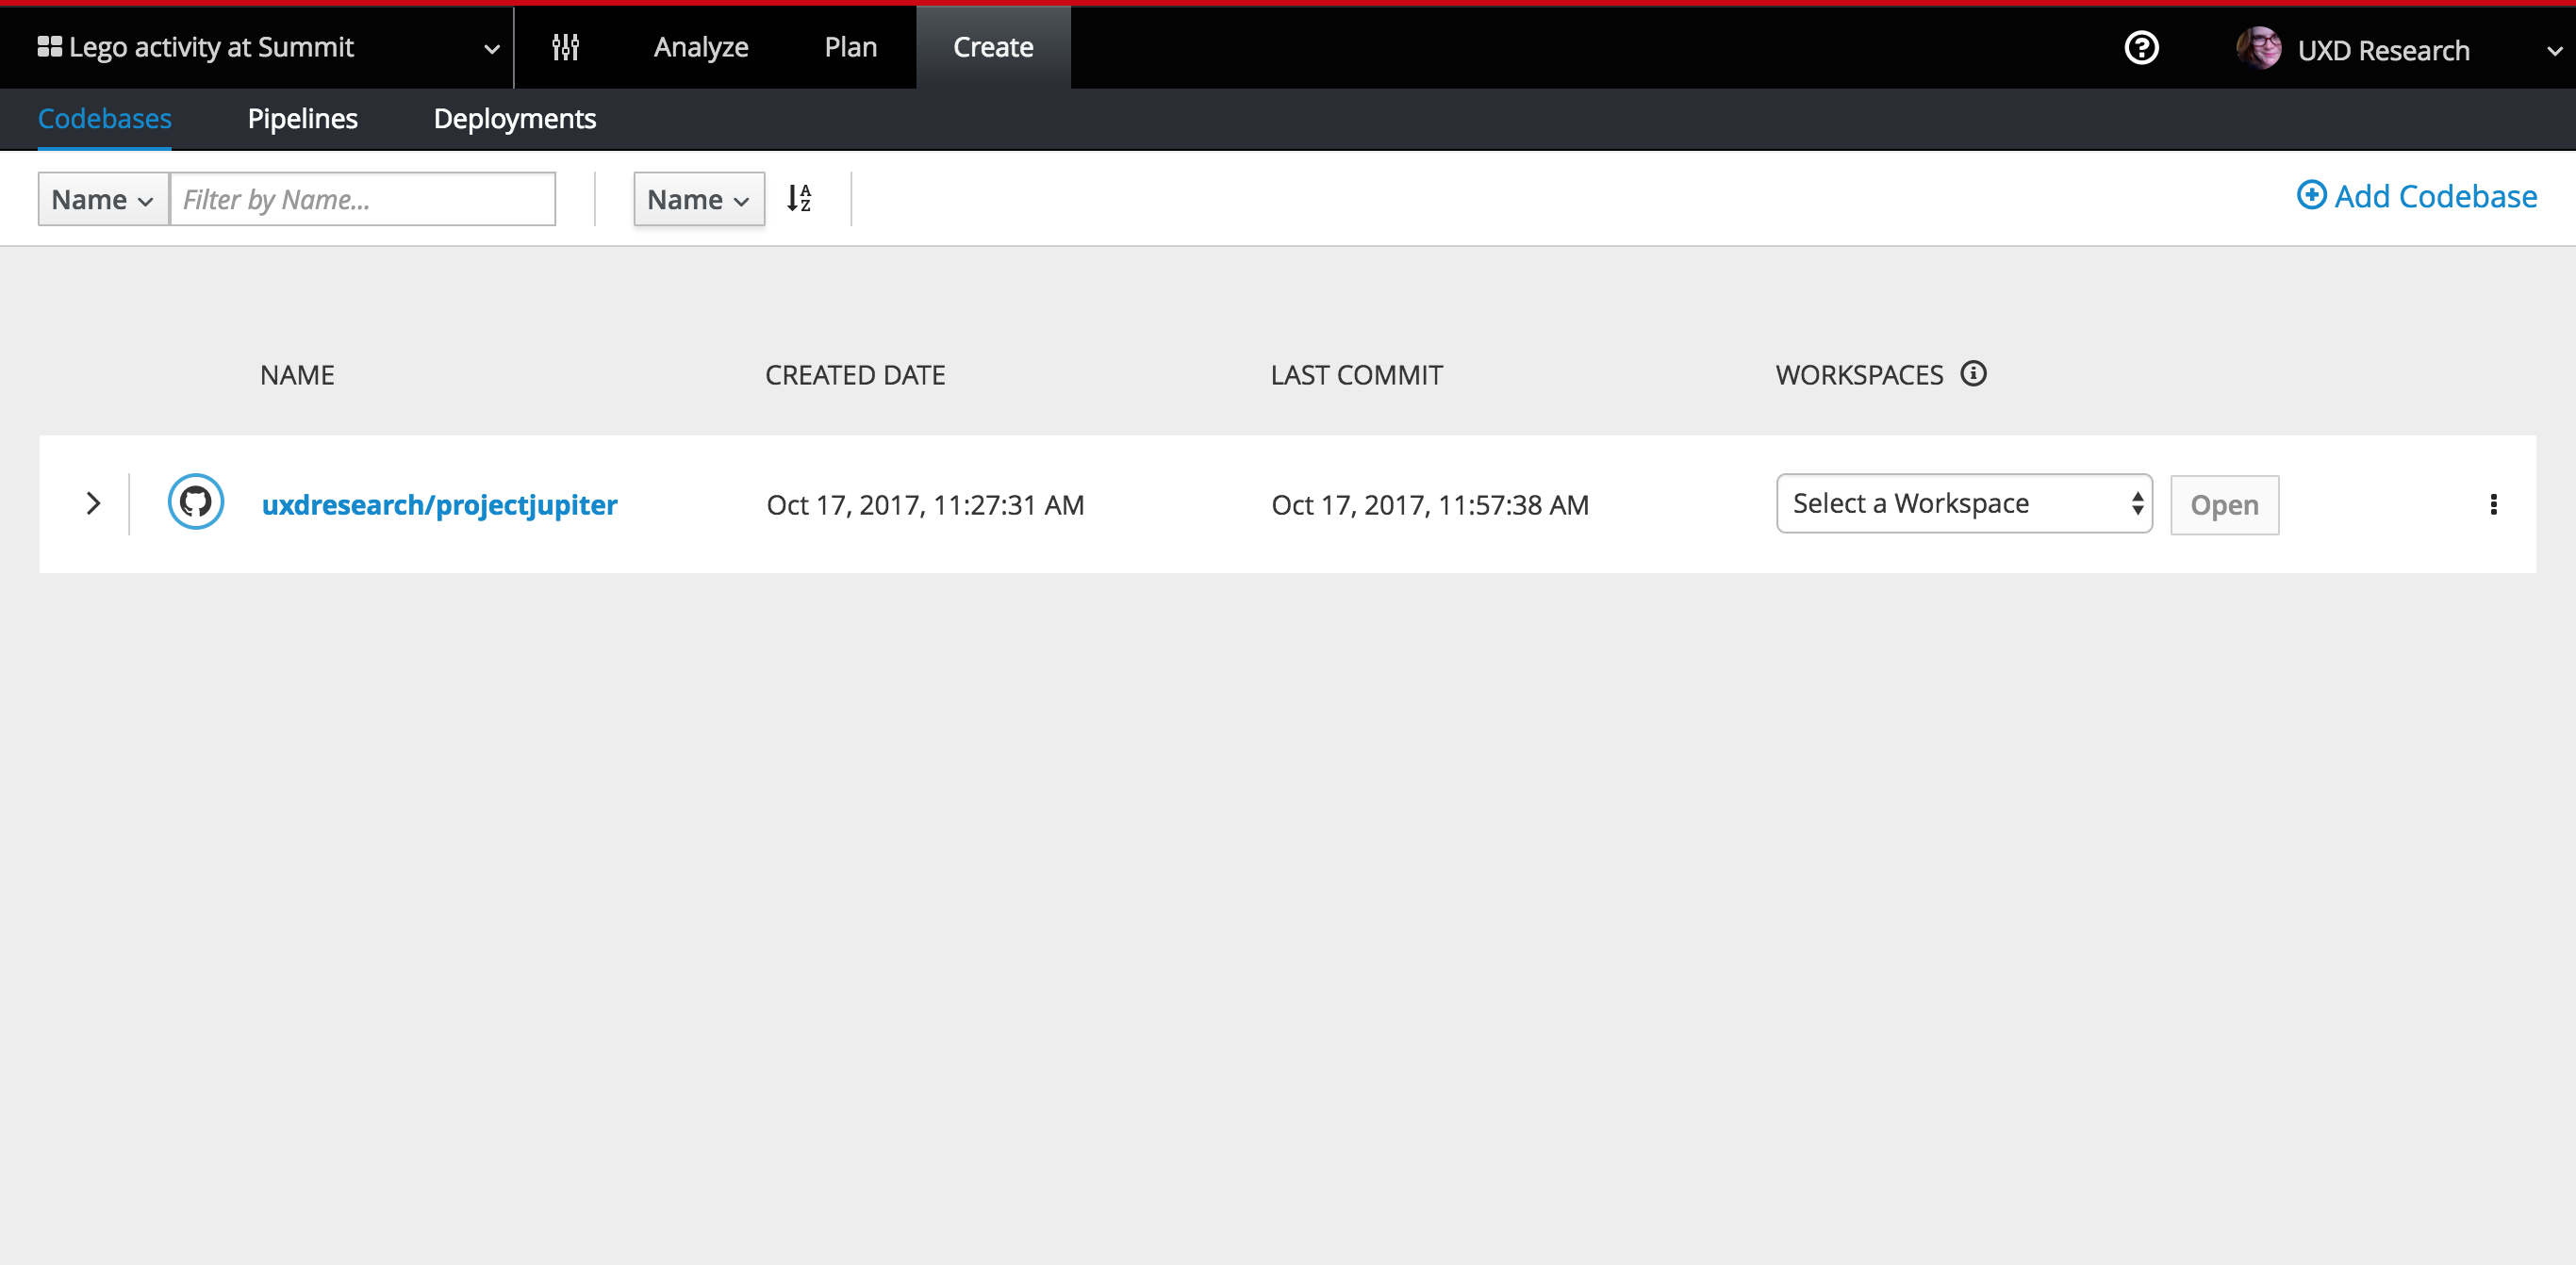 Lego activity at Summit Analyze Plan Create UXD Research
Codebases Pipelines Deployments
Name Filter by Name... Name A Z Add Codebase
NAME CREATED DATE LAST COMMIT WORKSPACES
uxdresearch/projectjupiter Oct 17, 2017, 11:27:31 AM Oct 17, 2017, 11:57:38 AM Select a Workspace Open